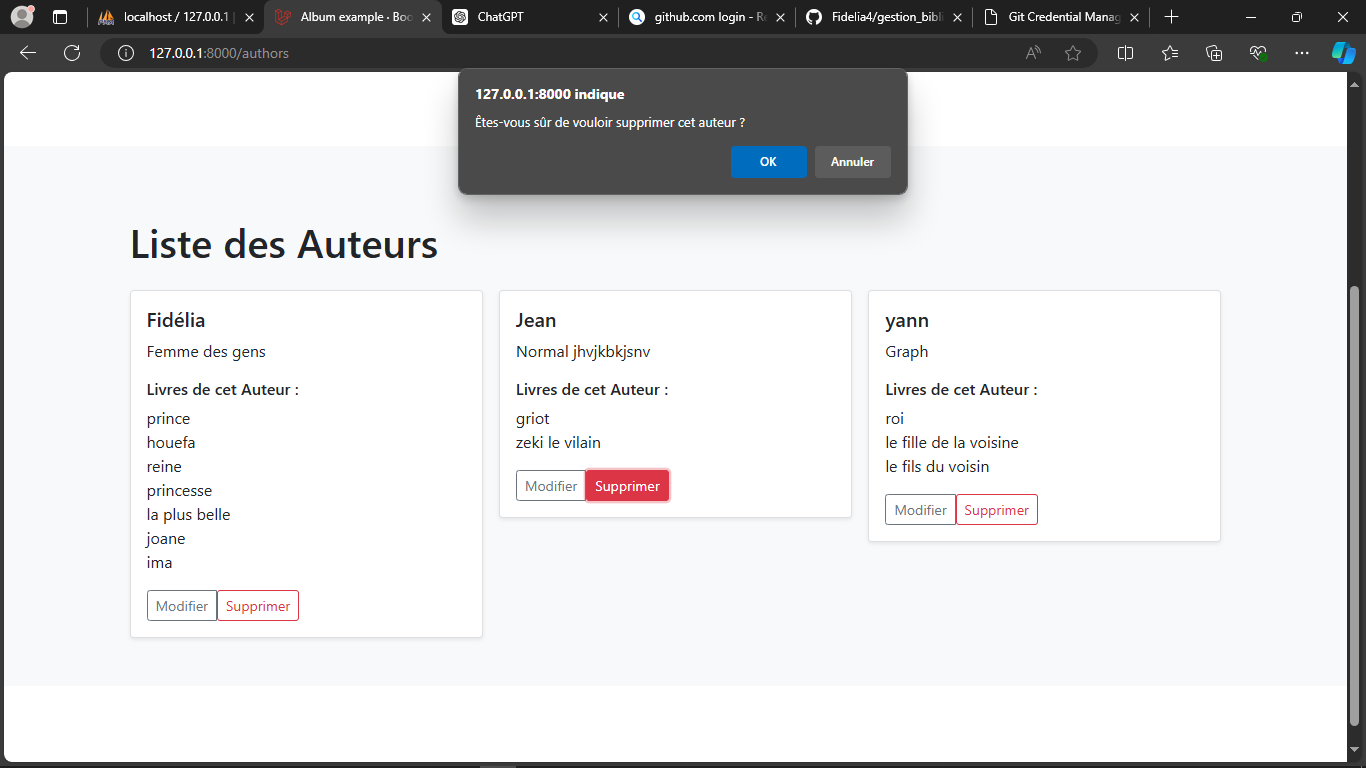 localhost / 127.0.0.1
Album example · Boo
ChatGPT
github.com login - Re
Fidelia4/gestion_bibli
Git Credential Manag
127.0.0.1:8000/authors
127.0.0.1:8000 indique
Êtes-vous sûr de vouloir supprimer cet auteur ?
OK
Annuler
Liste des Auteurs
Fidélia
Femme des gens
Livres de cet Auteur :
prince
houefa
reine
princesse
la plus belle
joane
ima
Modifier
Supprimer
Jean
Normal jhvjkbkjsnv
Livres de cet Auteur :
griot
zeki le vilain
Modifier
Supprimer
yann
Graph
Livres de cet Auteur :
roi
le fille de la voisine
le fils du voisin
Modifier
Supprimer